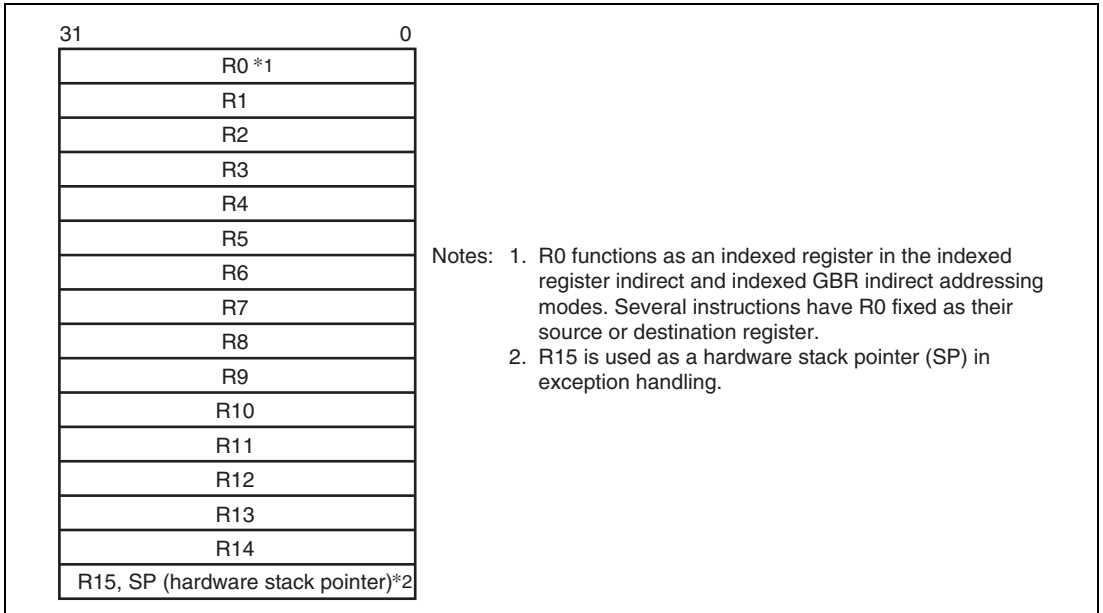 31 0
R0 *1
R1
R2
R3
R4
R5
R6
R7
R8
R9
R10
R11
R12
R13
R14
R15, SP (hardware stack pointer)*2
Notes: 1. R0 functions as an indexed register in the indexed
register indirect and indexed GBR indirect addressing
modes. Several instructions have R0 fixed as their
source or destination register.
2. R15 is used as a hardware stack pointer (SP) in
exception handling.